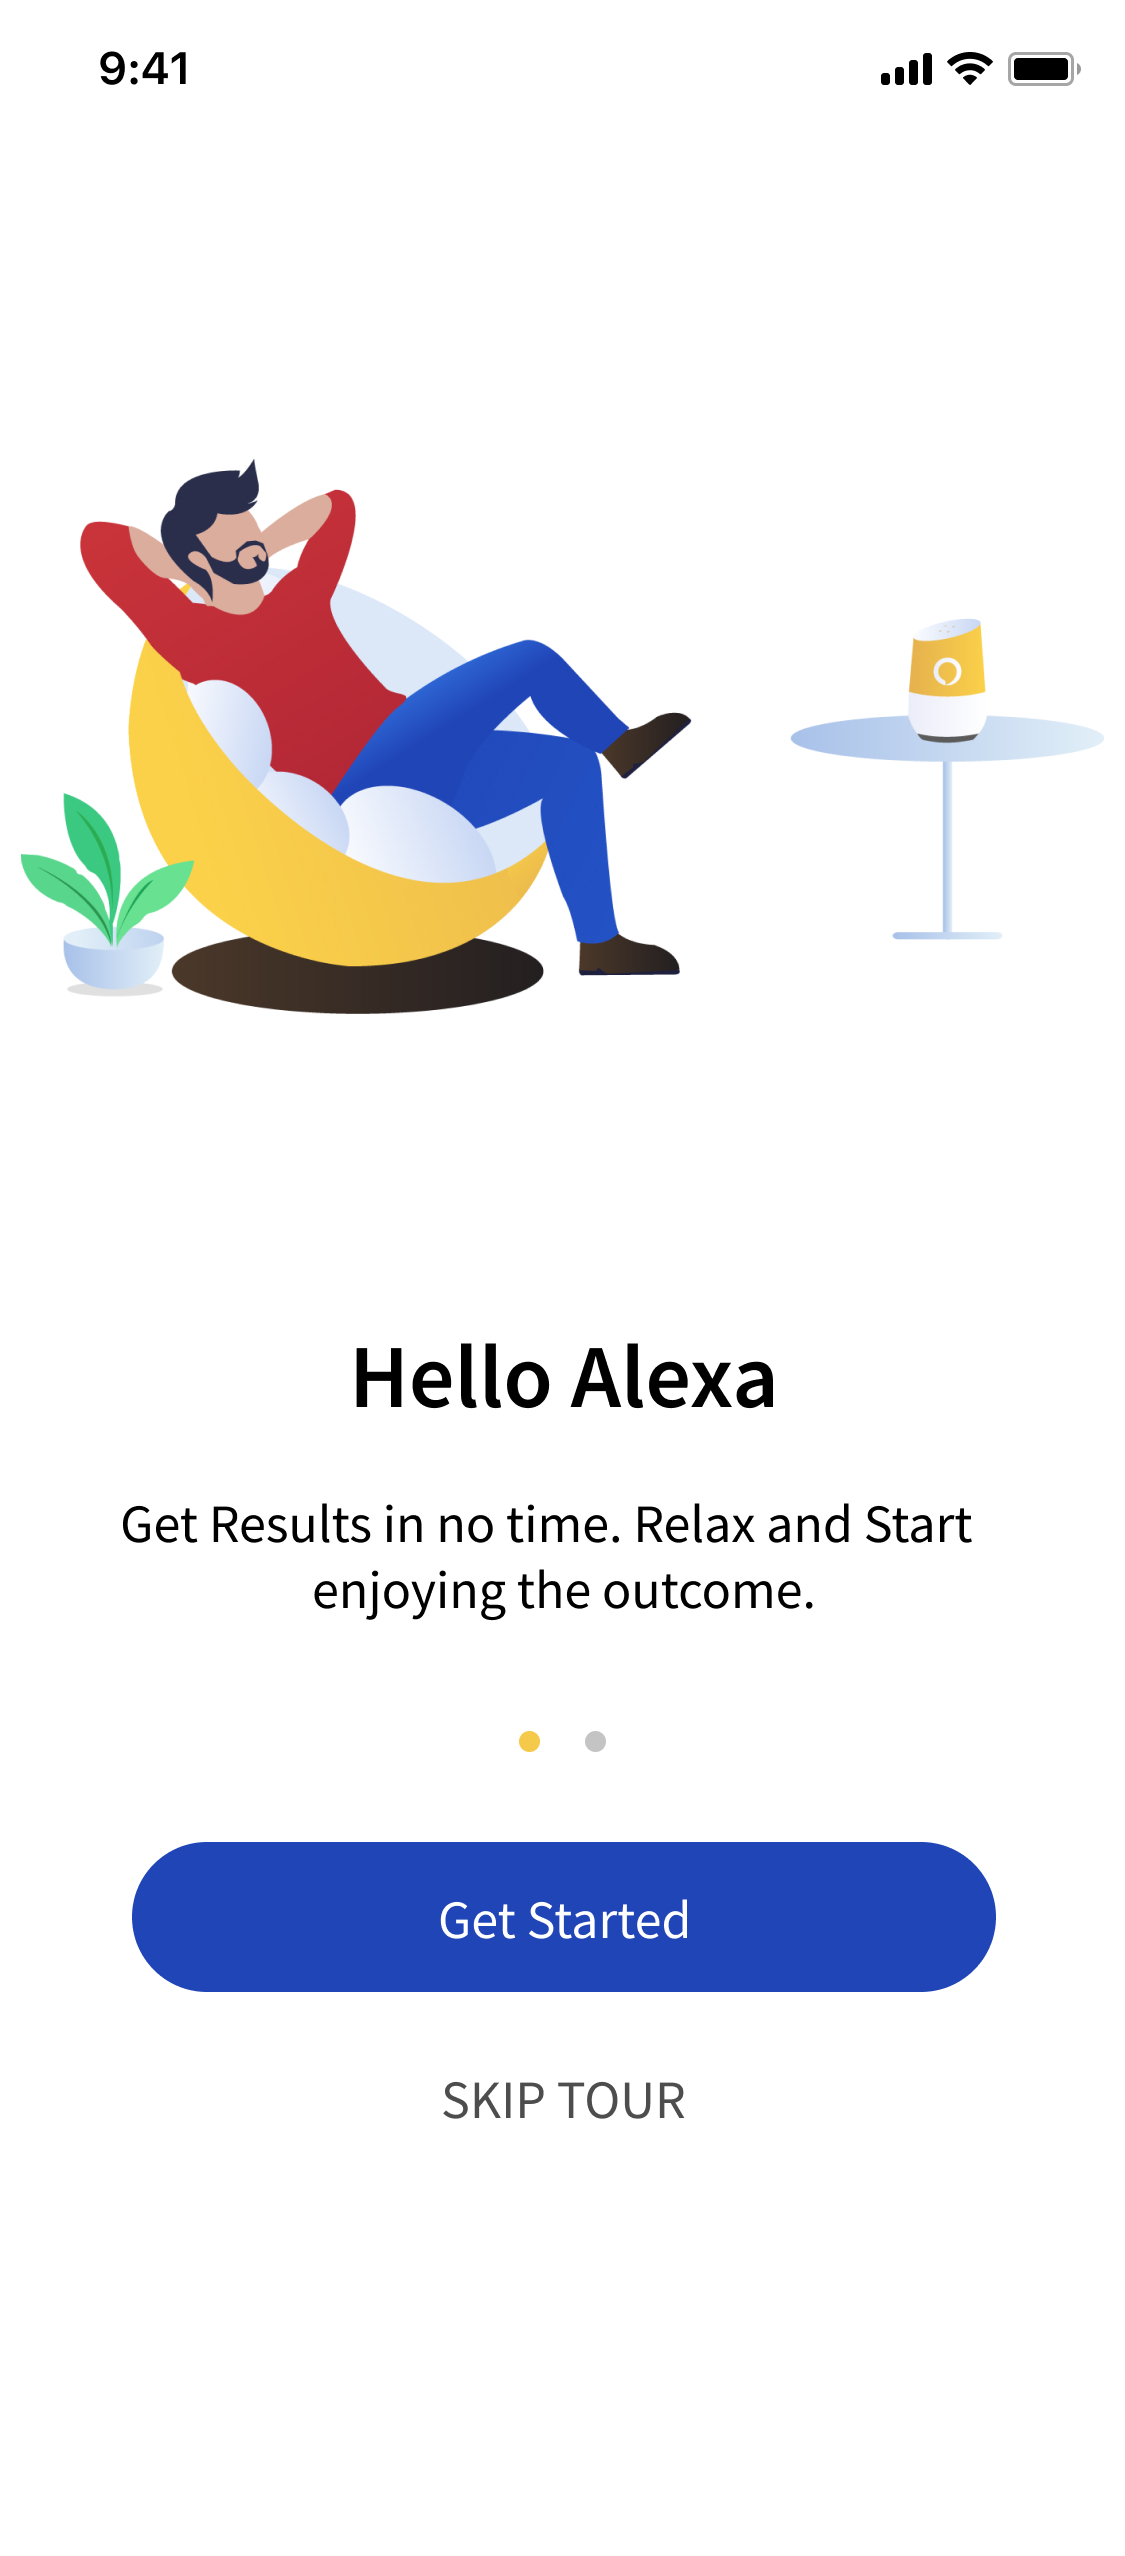 9:41
Hello Alexa
Get Results in no time. Relax and Start
enjoying the outcome.
Get Started
SKIP TOUR